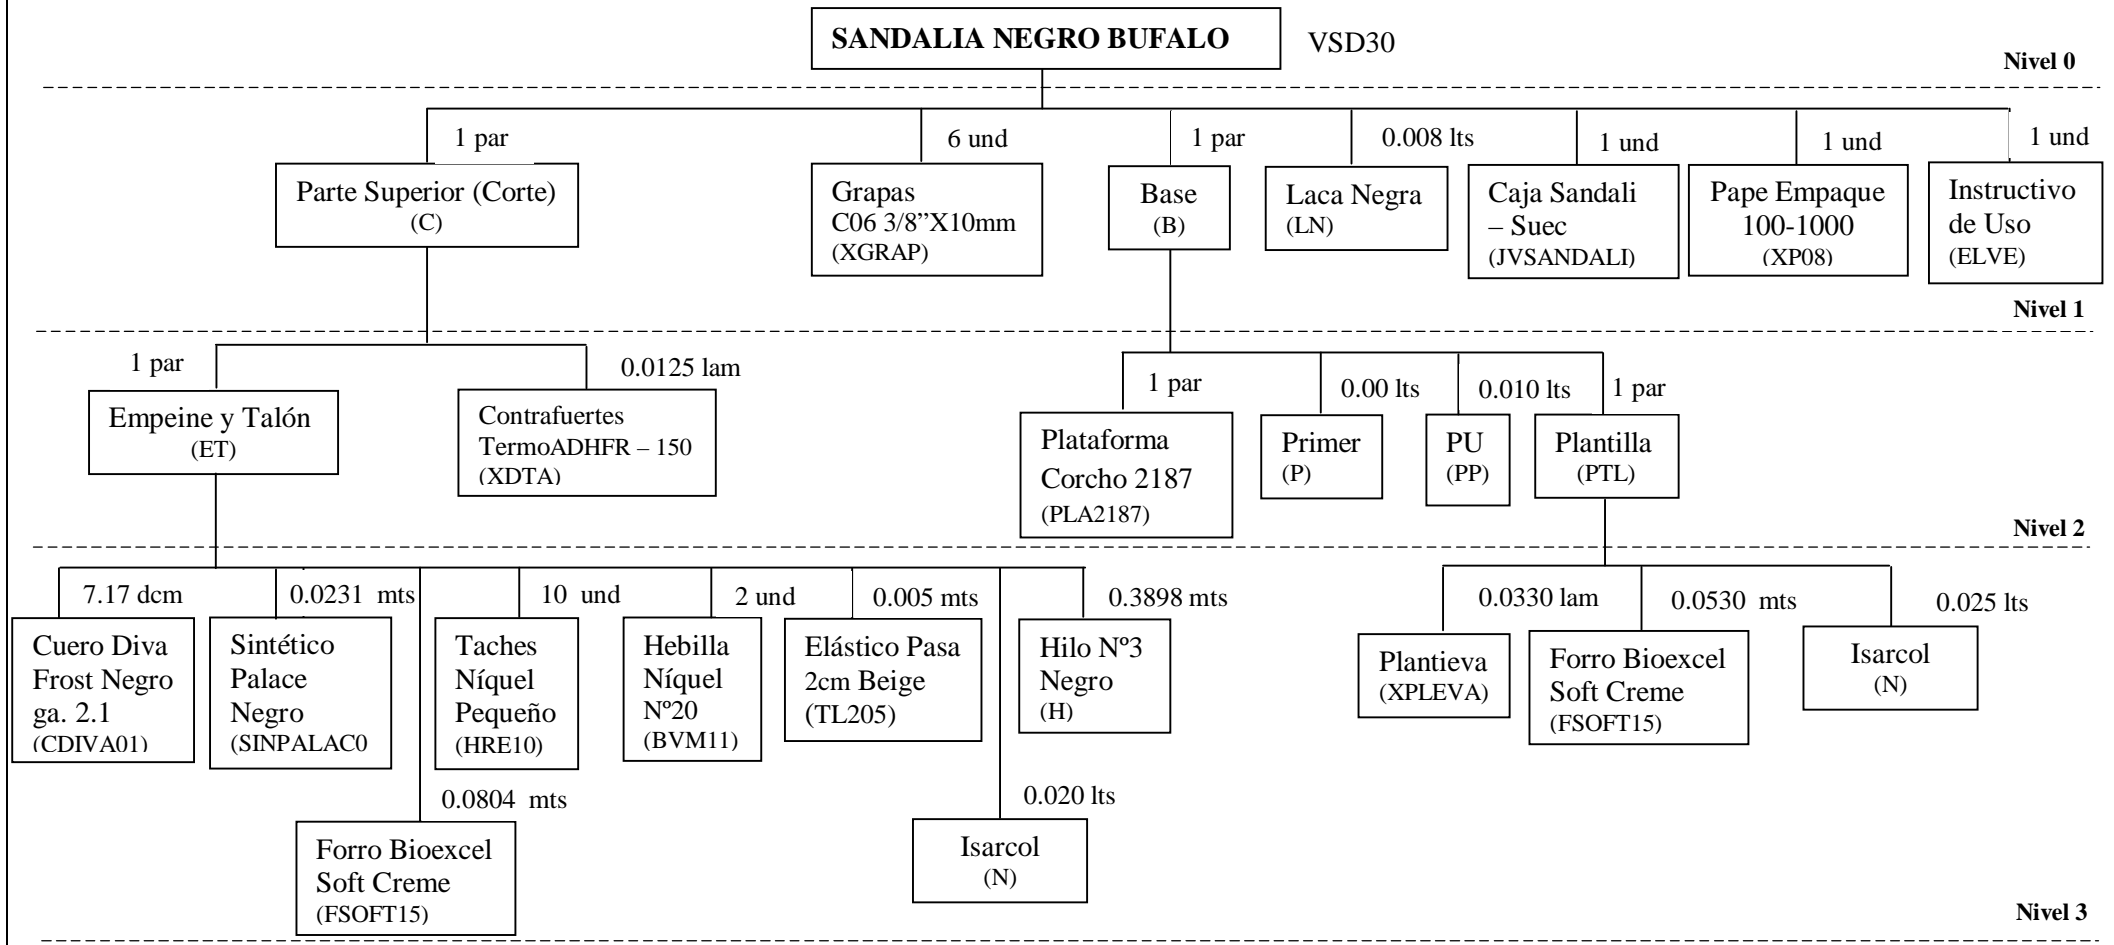 SANDALIA NEGRO BUFALO
VSD30
Nivel 0
1 par
6 und
1 par
0.008 lts
1 und
1 und
1 und
Parte Superior (Corte)
(C)
Grapas
C06 3/8”X10mm
(XGRAP)
Base
(B)
Laca Negra
(LN)
Caja Sandali
– Suec
(JVSANDALI)
Pape Empaque
100-1000
(XP08)
Instructivo
de Uso
(ELVE)
Nivel 1
1 par
0.0125 lam
1 par
0.00 lts
0.010 lts
1 par
Empeine y Talón
(ET)
Contrafuertes
TermoADHFR – 150
(XDTA)
Plataforma
Corcho 2187
(PLA2187)
Primer
(P)
PU
(PP)
Plantilla
(PTL)
Nivel 2
7.17 dcm
0.0231 mts
10 und
2 und
0.005 mts
0.3898 mts
0.0330 lam
0.0530 mts
0.025 lts
Cuero Diva
Frost Negro
ga. 2.1
(CDIVA01)
Sintético
Palace
Negro
(SINPALAC0
Taches
Níquel
Pequeño
(HRE10)
Hebilla
Níquel
Nº20
(BVM11)
Elástico Pasa
2cm Beige
(TL205)
Hilo Nº3
Negro
(H)
Plantieva
(XPLEVA)
Forro Bioexcel
Soft Creme
(FSOFT15)
Isarcol
(N)
0.0804 mts
0.020 lts
Forro Bioexcel
Soft Creme
(FSOFT15)
Isarcol
(N)
Nivel 3